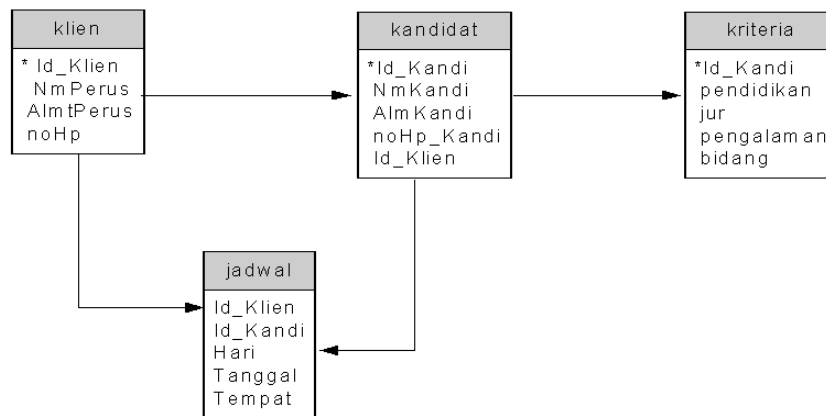 klien
* Id_Klien
NmPerus
AlmtPerus
noHp
kandidat
*Id_Kandi
NmKandi
AlmKandi
noHp_Kandi
Id_Klien
kriteria
*Id_Kandi
pendidikan
jur
pengalaman
bidang
jadwal
Id_Klien
Id_Kandi
Hari
Tanggal
Tempat